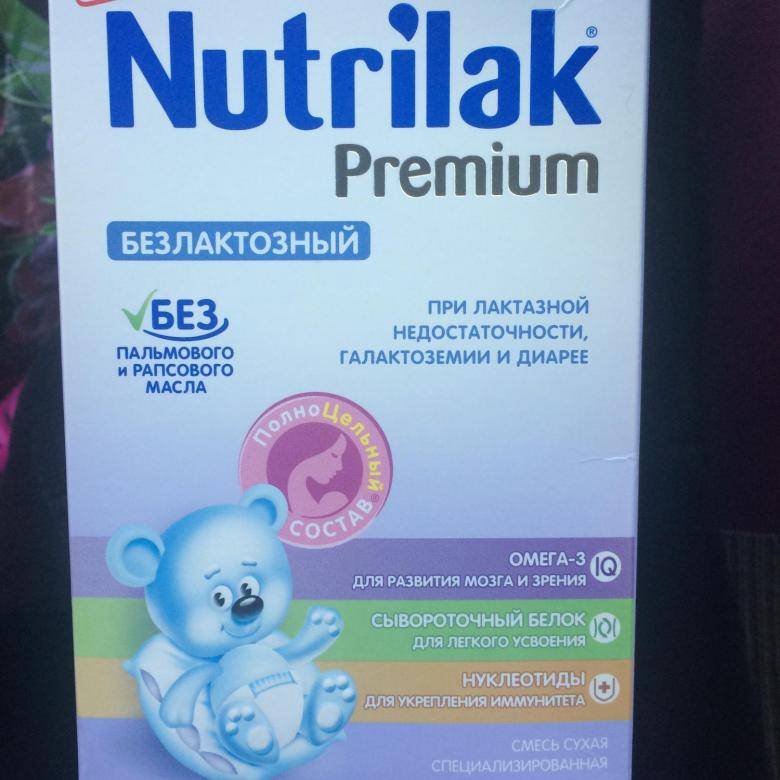 Nutrilak®
Premium
БЕЗЛАКТОЗНЫЙ
БЕЗ
ПАЛЬМОВОГО
и РАПСОВОГО
МАСЛА
ПРИ ЛАКТАЗНОЙ
НЕДОСТАТОЧНОСТИ,
ГАЛАКТОЗЕМИИ И ДИАРЕЕ
ПолноЦельный®
СОСТАВ
ОМЕГА-3
IQ
ДЛЯ РАЗВИТИЯ МОЗГА И ЗРЕНИЯ
СЫВОРОТОЧНЫЙ БЕЛОК
ДЛЯ ЛЕГКОГО УСВОЕНИЯ
НУКЛЕОТИДЫ
ДЛЯ УКРЕПЛЕНИЯ ИММУНИТЕТА
СМЕСЬ СУХАЯ
СПЕЦИАЛИЗИРОВАННАЯ